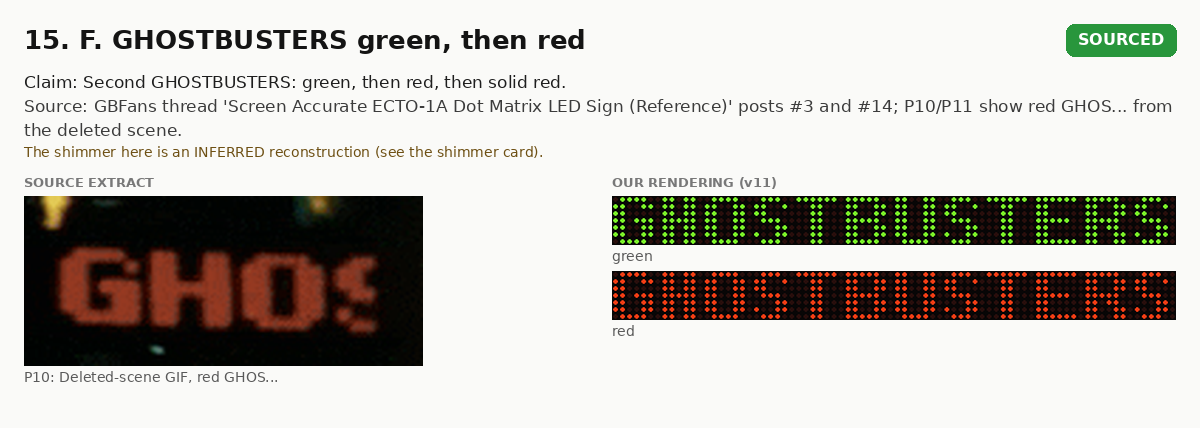 15. F. GHOSTBUSTERS green, then red
SOURCED
Claim: Second GHOSTBUSTERS: green, then red, then solid red.
Source: GBFans thread 'Screen Accurate ECTO-1A Dot Matrix LED Sign (Reference)' posts #3 and #14; P10/P11 show red GHOS... from
the deleted scene.
The shimmer here is an INFERRED reconstruction (see the shimmer card).
SOURCE EXTRACT
GHOS
P10: Deleted-scene GIF, red GHOS...
OUR RENDERING (v11)
GHOSTBUSTERS
green
GHOSTBUSTERS
red